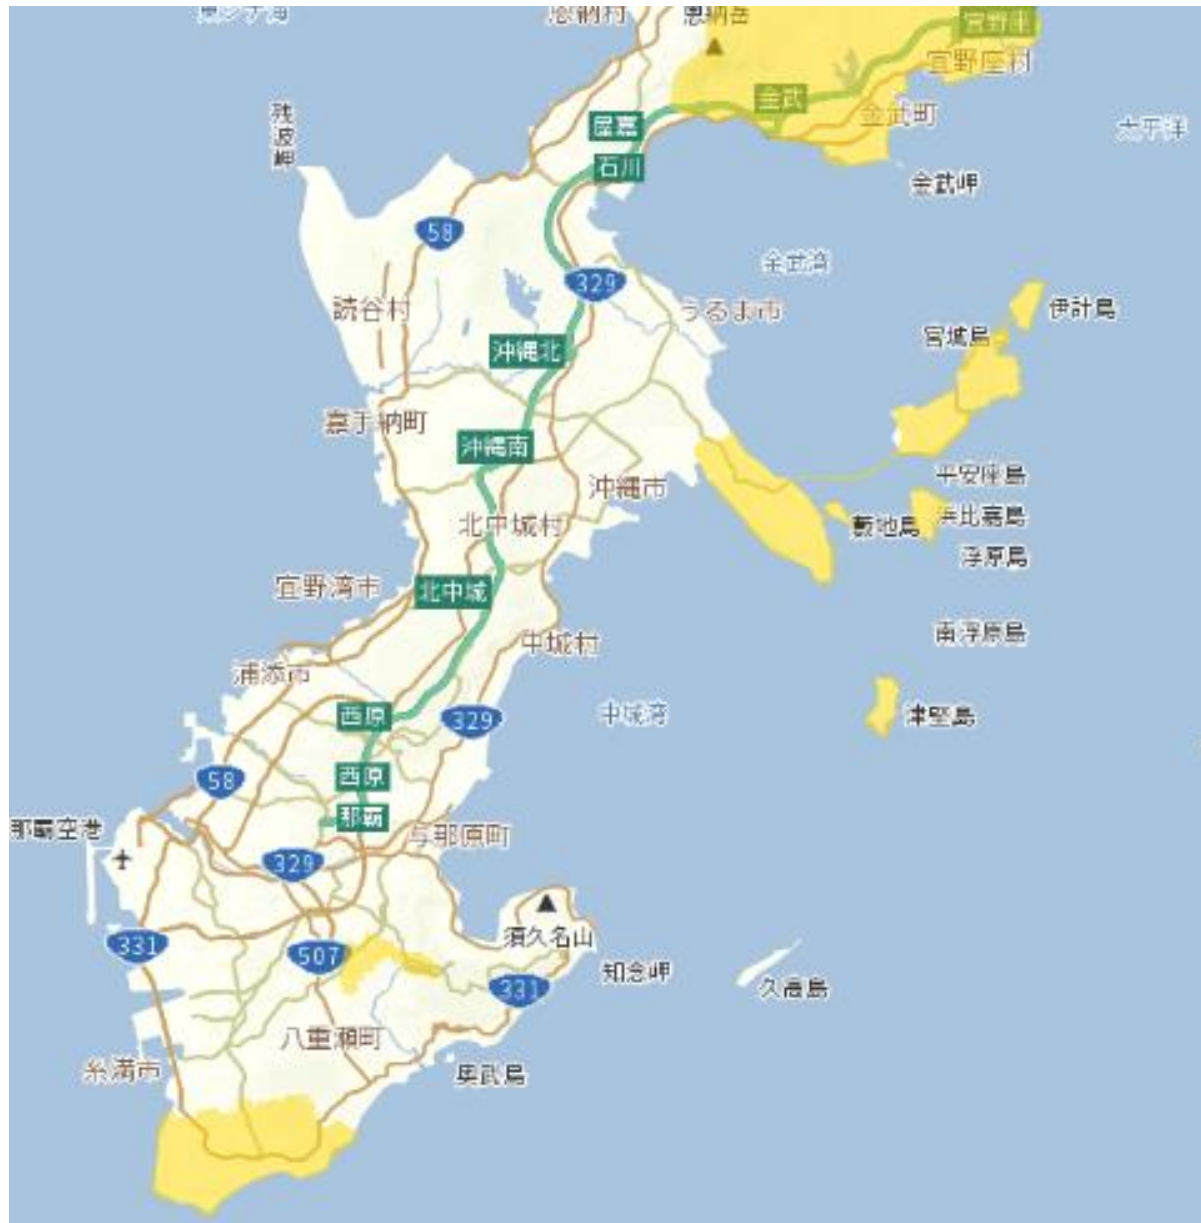 東シナ海
恩納村
恩納岳
宜野座
宜野座村
金武
金武町
太平洋
屋嘉
石川
残波岬
金武岬
58
金武湾
329
読谷村
うるま市
伊計島
宮城島
沖縄北
嘉手納町
沖縄南
平安座島
沖縄市
北中城村
藪地島
浜比嘉島
浮原島
宜野湾市
北中城
南浮原島
中城村
浦添市
西原
329
中城湾
津堅島
58
西原
那覇
那覇空港
与那原町
329
須久名山
331
507
知念岬
331
久高島
八重瀬町
糸満市
奥武島